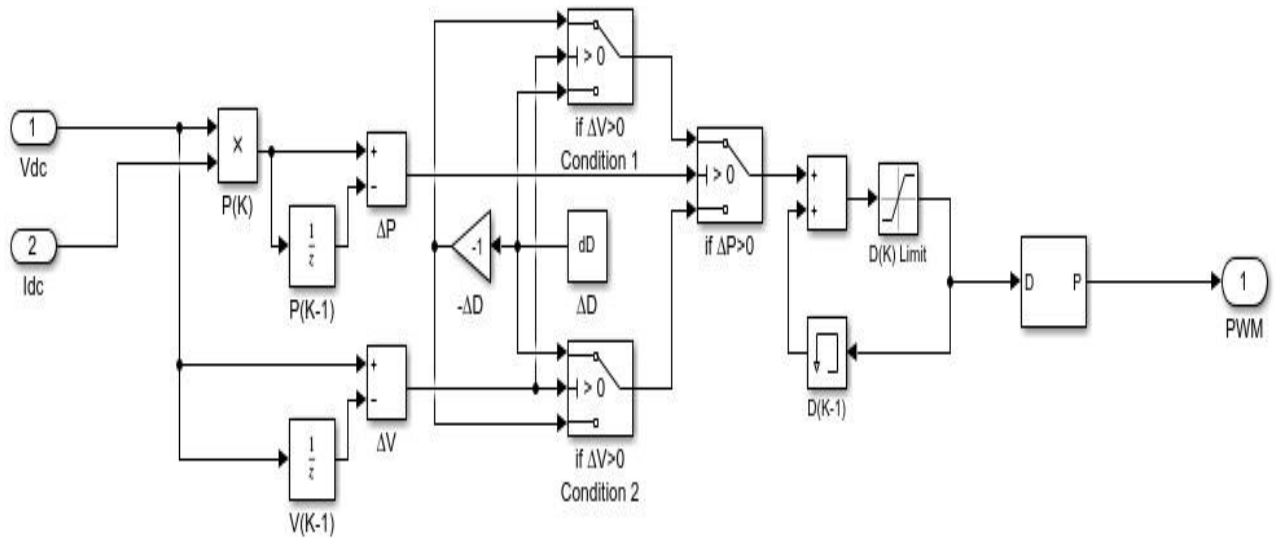 1
Vdc
2
Idc
×
P(K)
1
z
P(K-1)
+
−
ΔP
+
−
ΔV
1
z
V(K-1)
-1
-ΔD
dD
ΔD
> 0
if ΔV>0
Condition 1
> 0
if ΔV>0
Condition 2
> 0
if ΔP>0
+
+
D(K) Limit
D(K-1)
D P
1
PWM